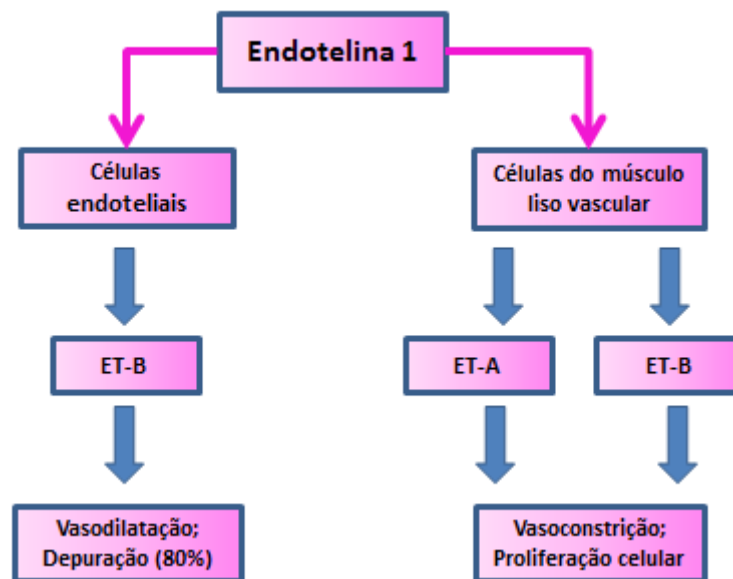 Endotelina 1
Células
endoteliais
Células do músculo
liso vascular
ET-B
ET-A
ET-B
Vasodilatação;
Depuração (80%)
Vasoconstrição;
Proliferação celular